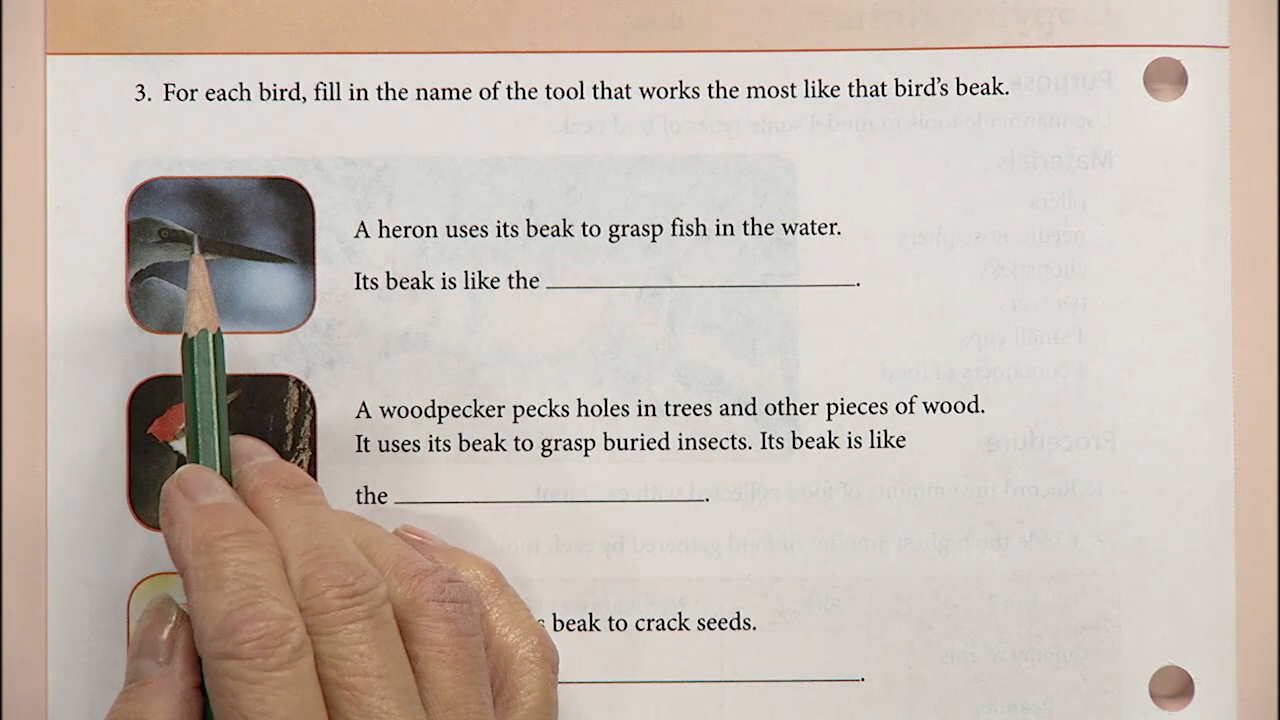 3. For each bird, fill in the name of the tool that works the most like that bird's beak.
A heron uses its beak to grasp fish in the water.
Its beak is like the
.
A woodpecker pecks holes in trees and other pieces of wood.
It uses its beak to grasp buried insects. Its beak is like
the
.
beak to crack seeds.
.